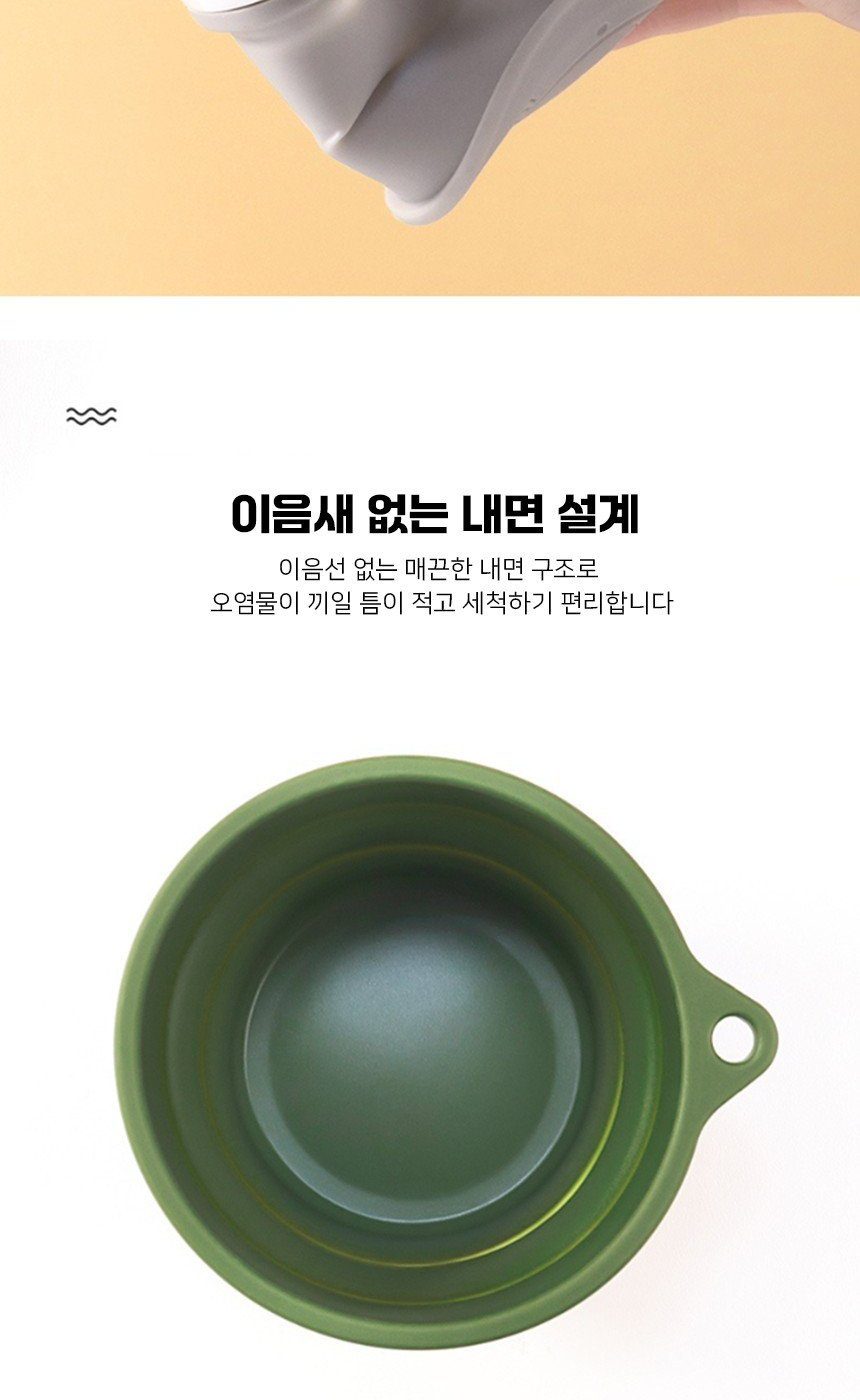 이음새 없는 내면 설계
이음선 없는 매끈한 내면 구조로
오염물이 끼일 틈이 적고 세척하기 편리합니다